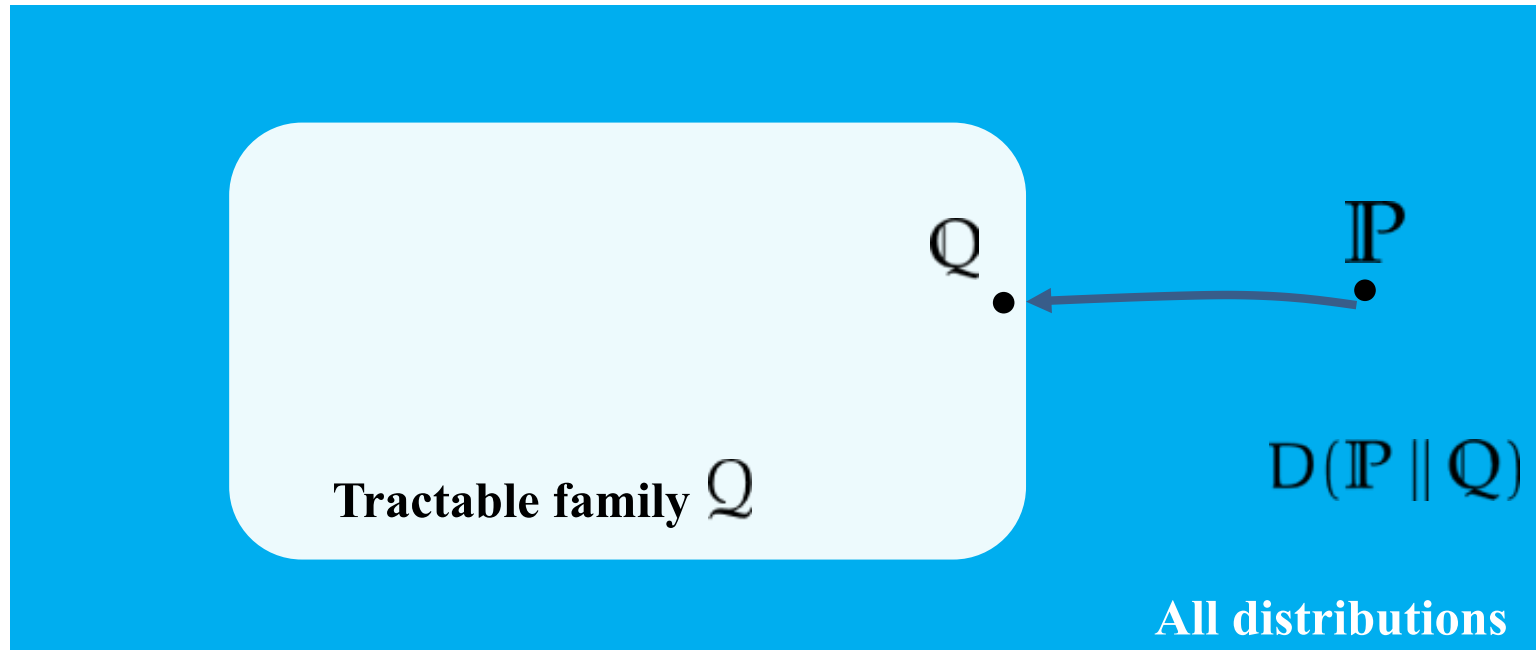 ℙ
ℚ
Tractable family 𝒬
D(ℙ || ℚ)
All distributions